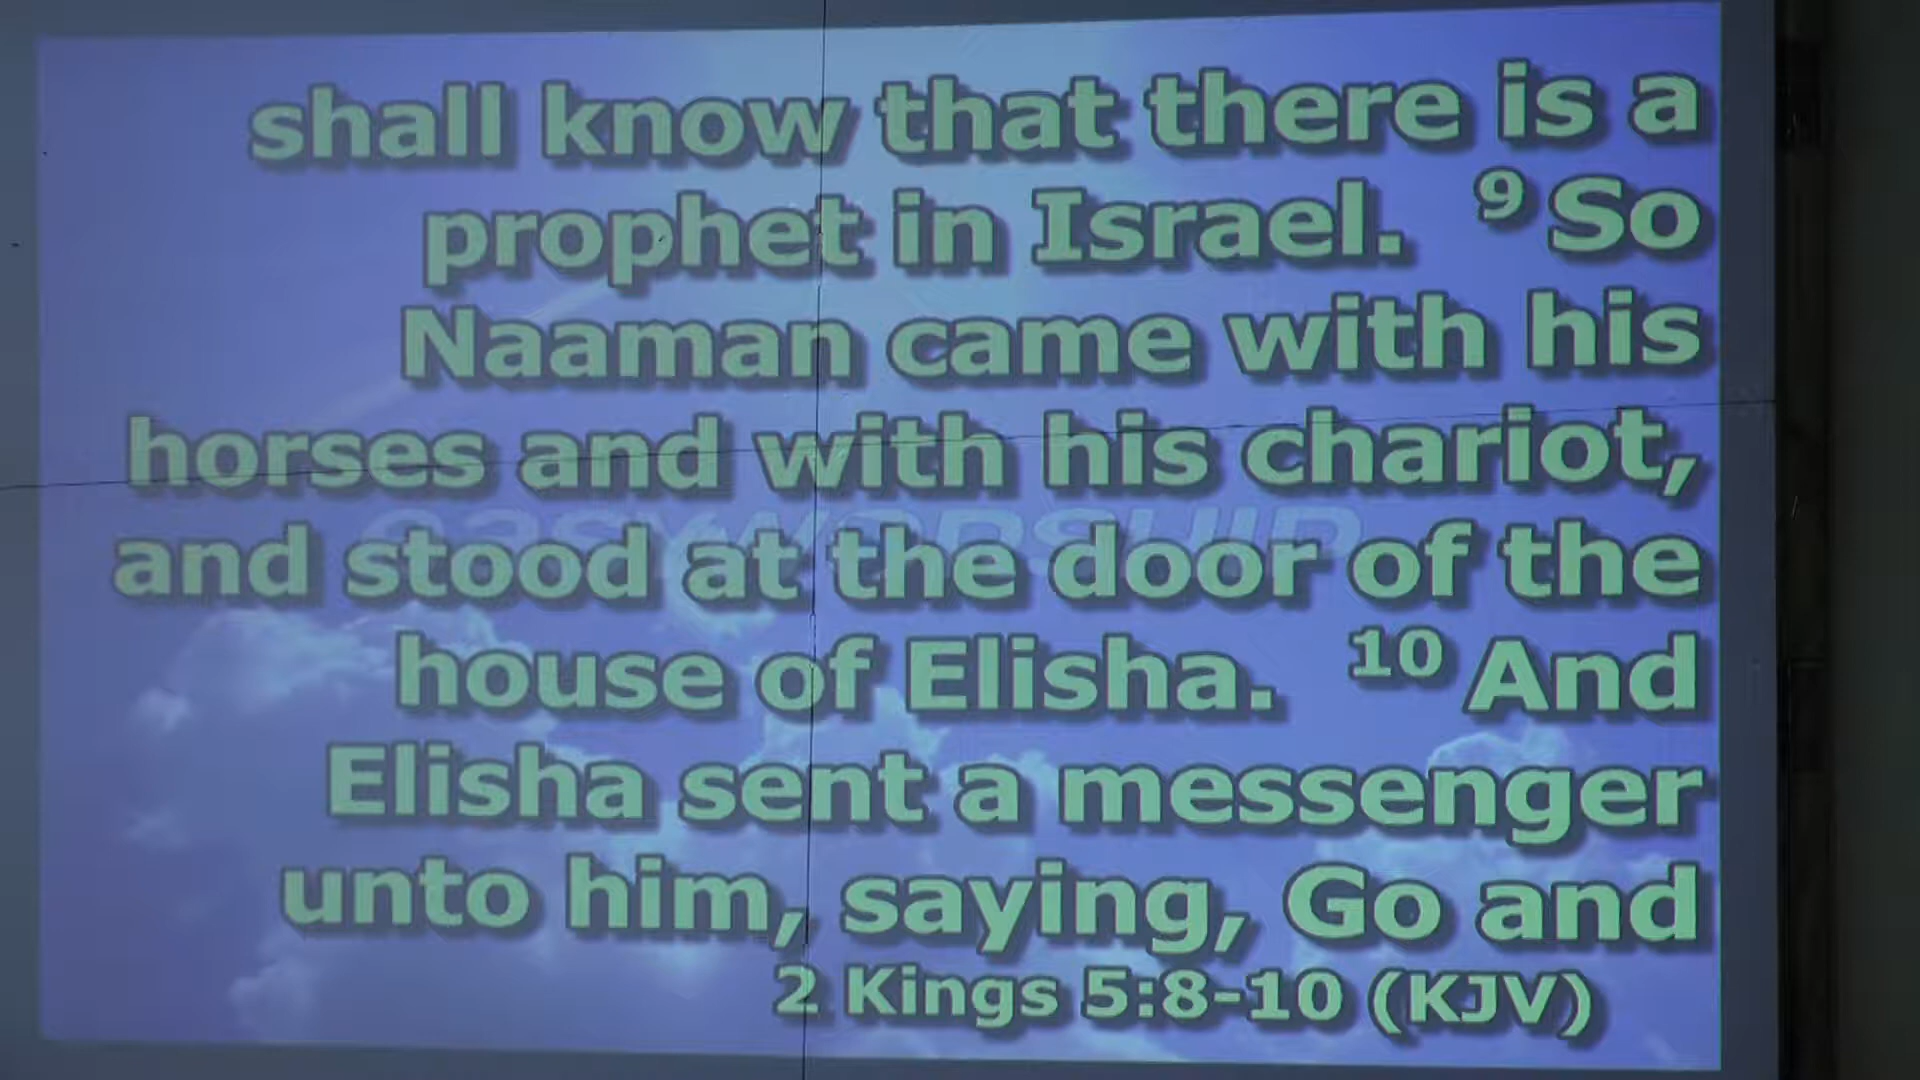 shall know that there is a
prophet in Israel. 9 So
Naaman came with his
horses and with his chariot,
and stood at the door of the
house of Elisha. 10 And
Elisha sent a messenger
unto him, saying, Go and
2 Kings 5:8-10 (KJV)
easyworship